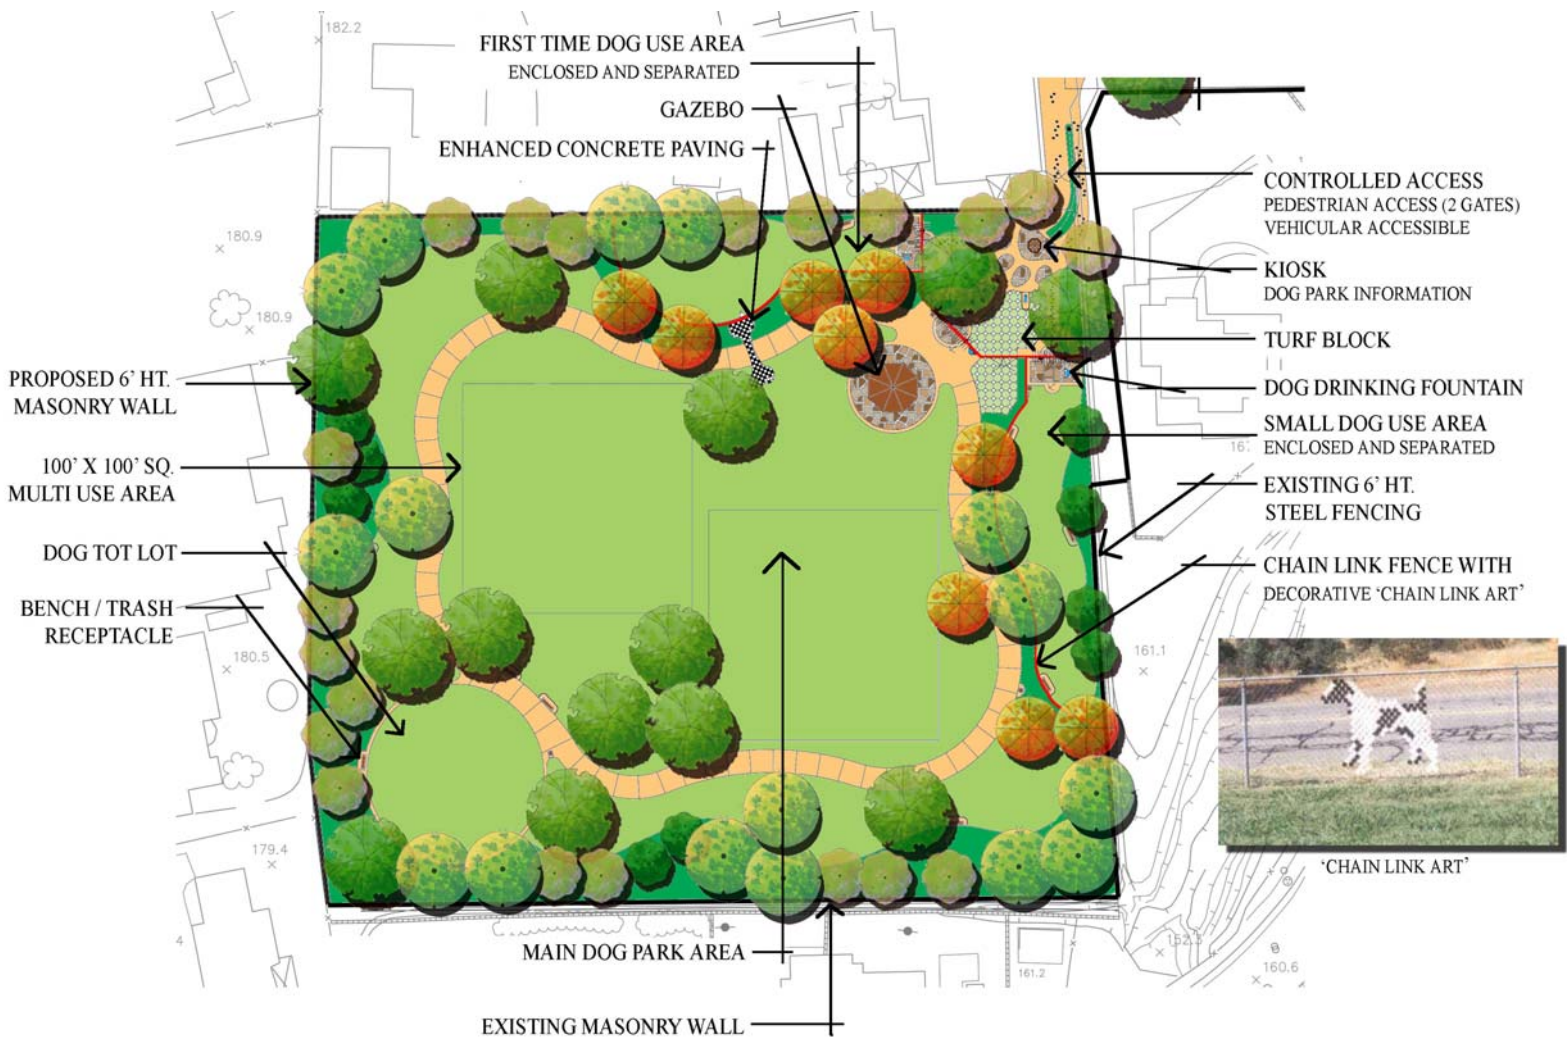 182.2
FIRST TIME DOG USE AREA
ENCLOSED AND SEPARATED
GAZEBO
ENHANCED CONCRETE PAVING
180.9
180.9
PROPOSED 6' HT.
MASONRY WALL
100' X 100' SQ.
MULTI USE AREA
DOG TOT LOT
BENCH / TRASH
RECEPTACLE
180.5
179.4
4
CONTROLLED ACCESS
PEDESTRIAN ACCESS (2 GATES)
VEHICULAR ACCESSIBLE
KIOSK
DOG PARK INFORMATION
TURF BLOCK
DOG DRINKING FOUNTAIN
SMALL DOG USE AREA
ENCLOSED AND SEPARATED
EXISTING 6' HT.
STEEL FENCING
CHAIN LINK FENCE WITH
DECORATIVE 'CHAIN LINK ART'
161.1
'CHAIN LINK ART'
152.3
160.6
161.2
MAIN DOG PARK AREA
EXISTING MASONRY WALL